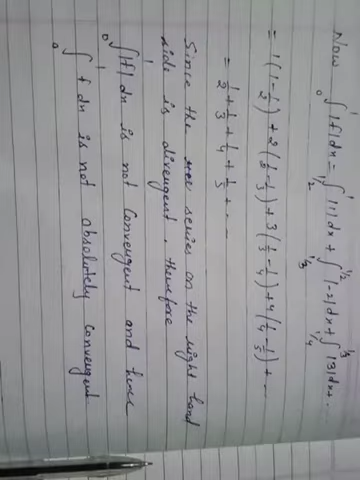 Now ∫₀¹ |f| dx = ∫_{1/2}^{1} |1| dx + ∫_{1/3}^{1/2} |-2| dx + ∫_{1/4}^{1/3} |3| dx + ...
= 1(1 - 1/2) + 2(1/2 - 1/3) + 3(1/3 - 1/4) + 4(1/4 - 1/5) + ...
= 1/2 + 1/3 + 1/4 + 1/5 + ...
Since the series on the right hand
side is divergent, therefore
∫₀¹ |f| dx is not convergent and hence
∫₀¹ f dx is not absolutely convergent